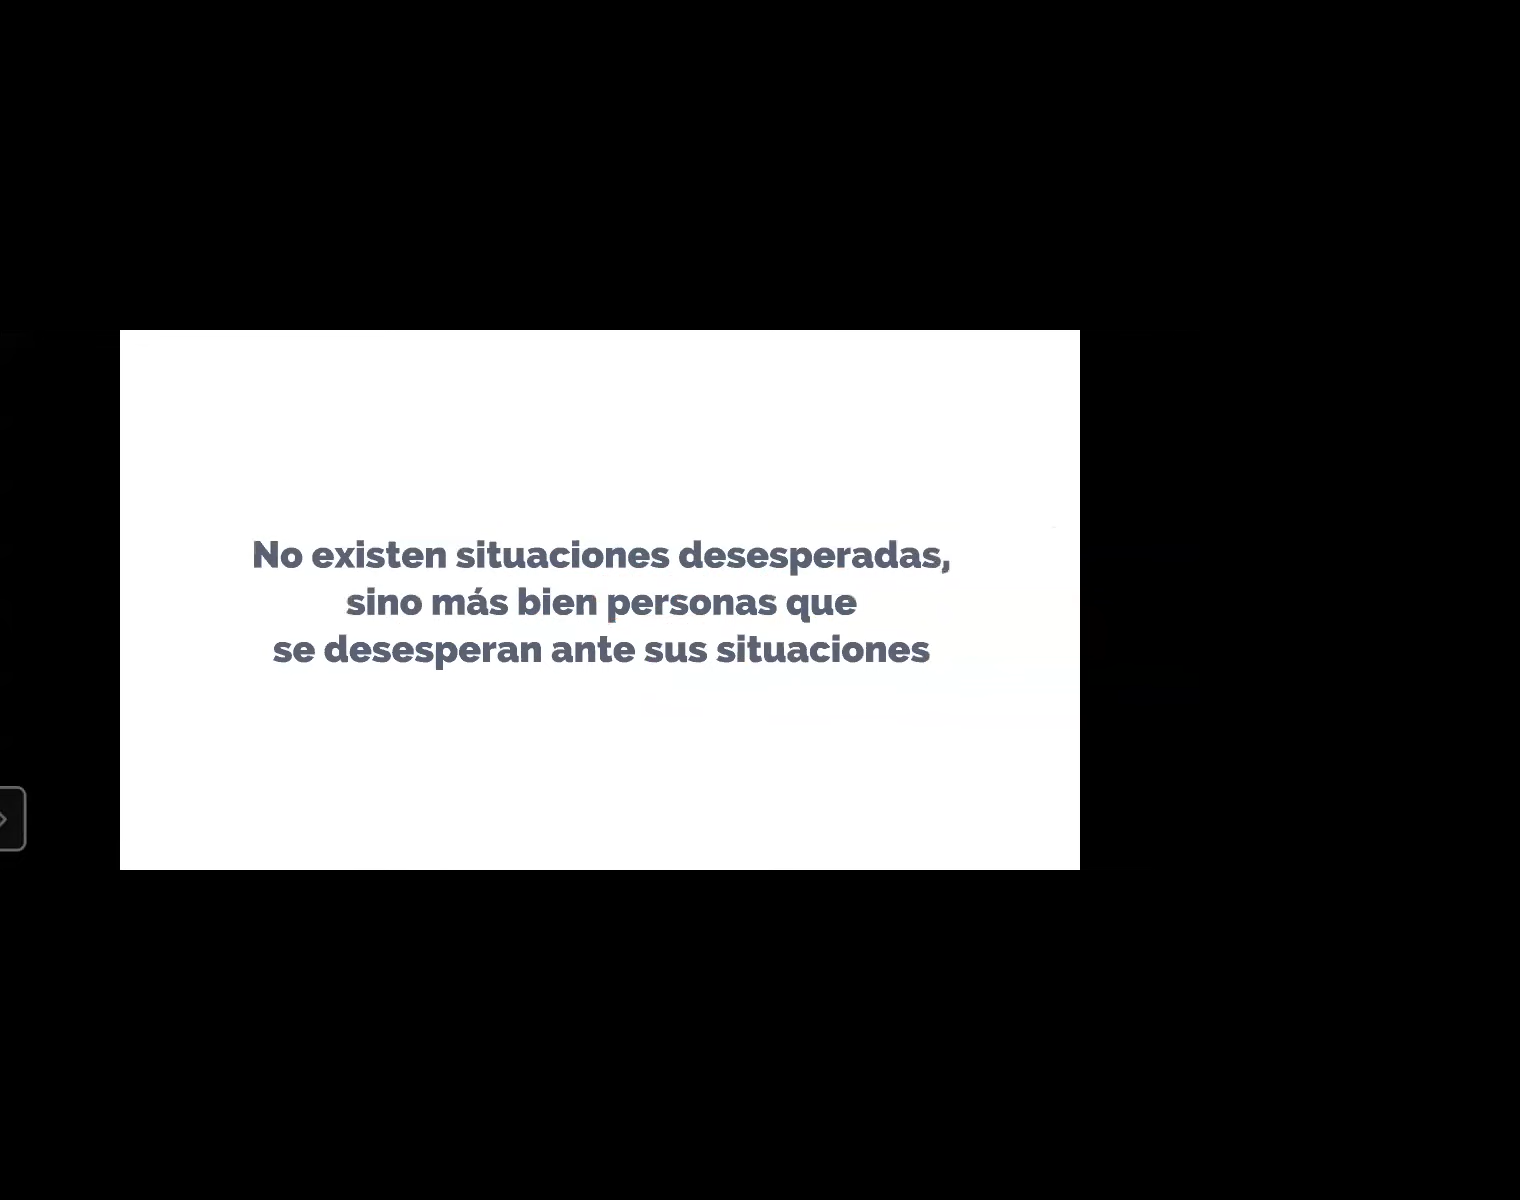 No existen situaciones desesperadas,
sino más bien personas que
se desesperan ante sus situaciones